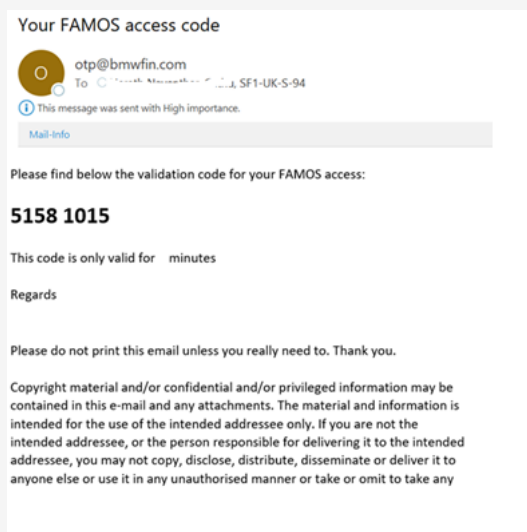 Your FAMOS access code
O
otp@bmwfin.com
To SF1-UK-S-94
This message was sent with High importance.
Mail-Info
Please find below the validation code for your FAMOS access:
5158 1015
This code is only valid for minutes
Regards
Please do not print this email unless you really need to. Thank you.
Copyright material and/or confidential and/or privileged information may be
contained in this e-mail and any attachments. The material and information is
intended for the use of the intended addressee only. If you are not the
intended addressee, or the person responsible for delivering it to the intended
addressee, you may not copy, disclose, distribute, disseminate or deliver it to
anyone else or use it in any unauthorised manner or take or omit to take any